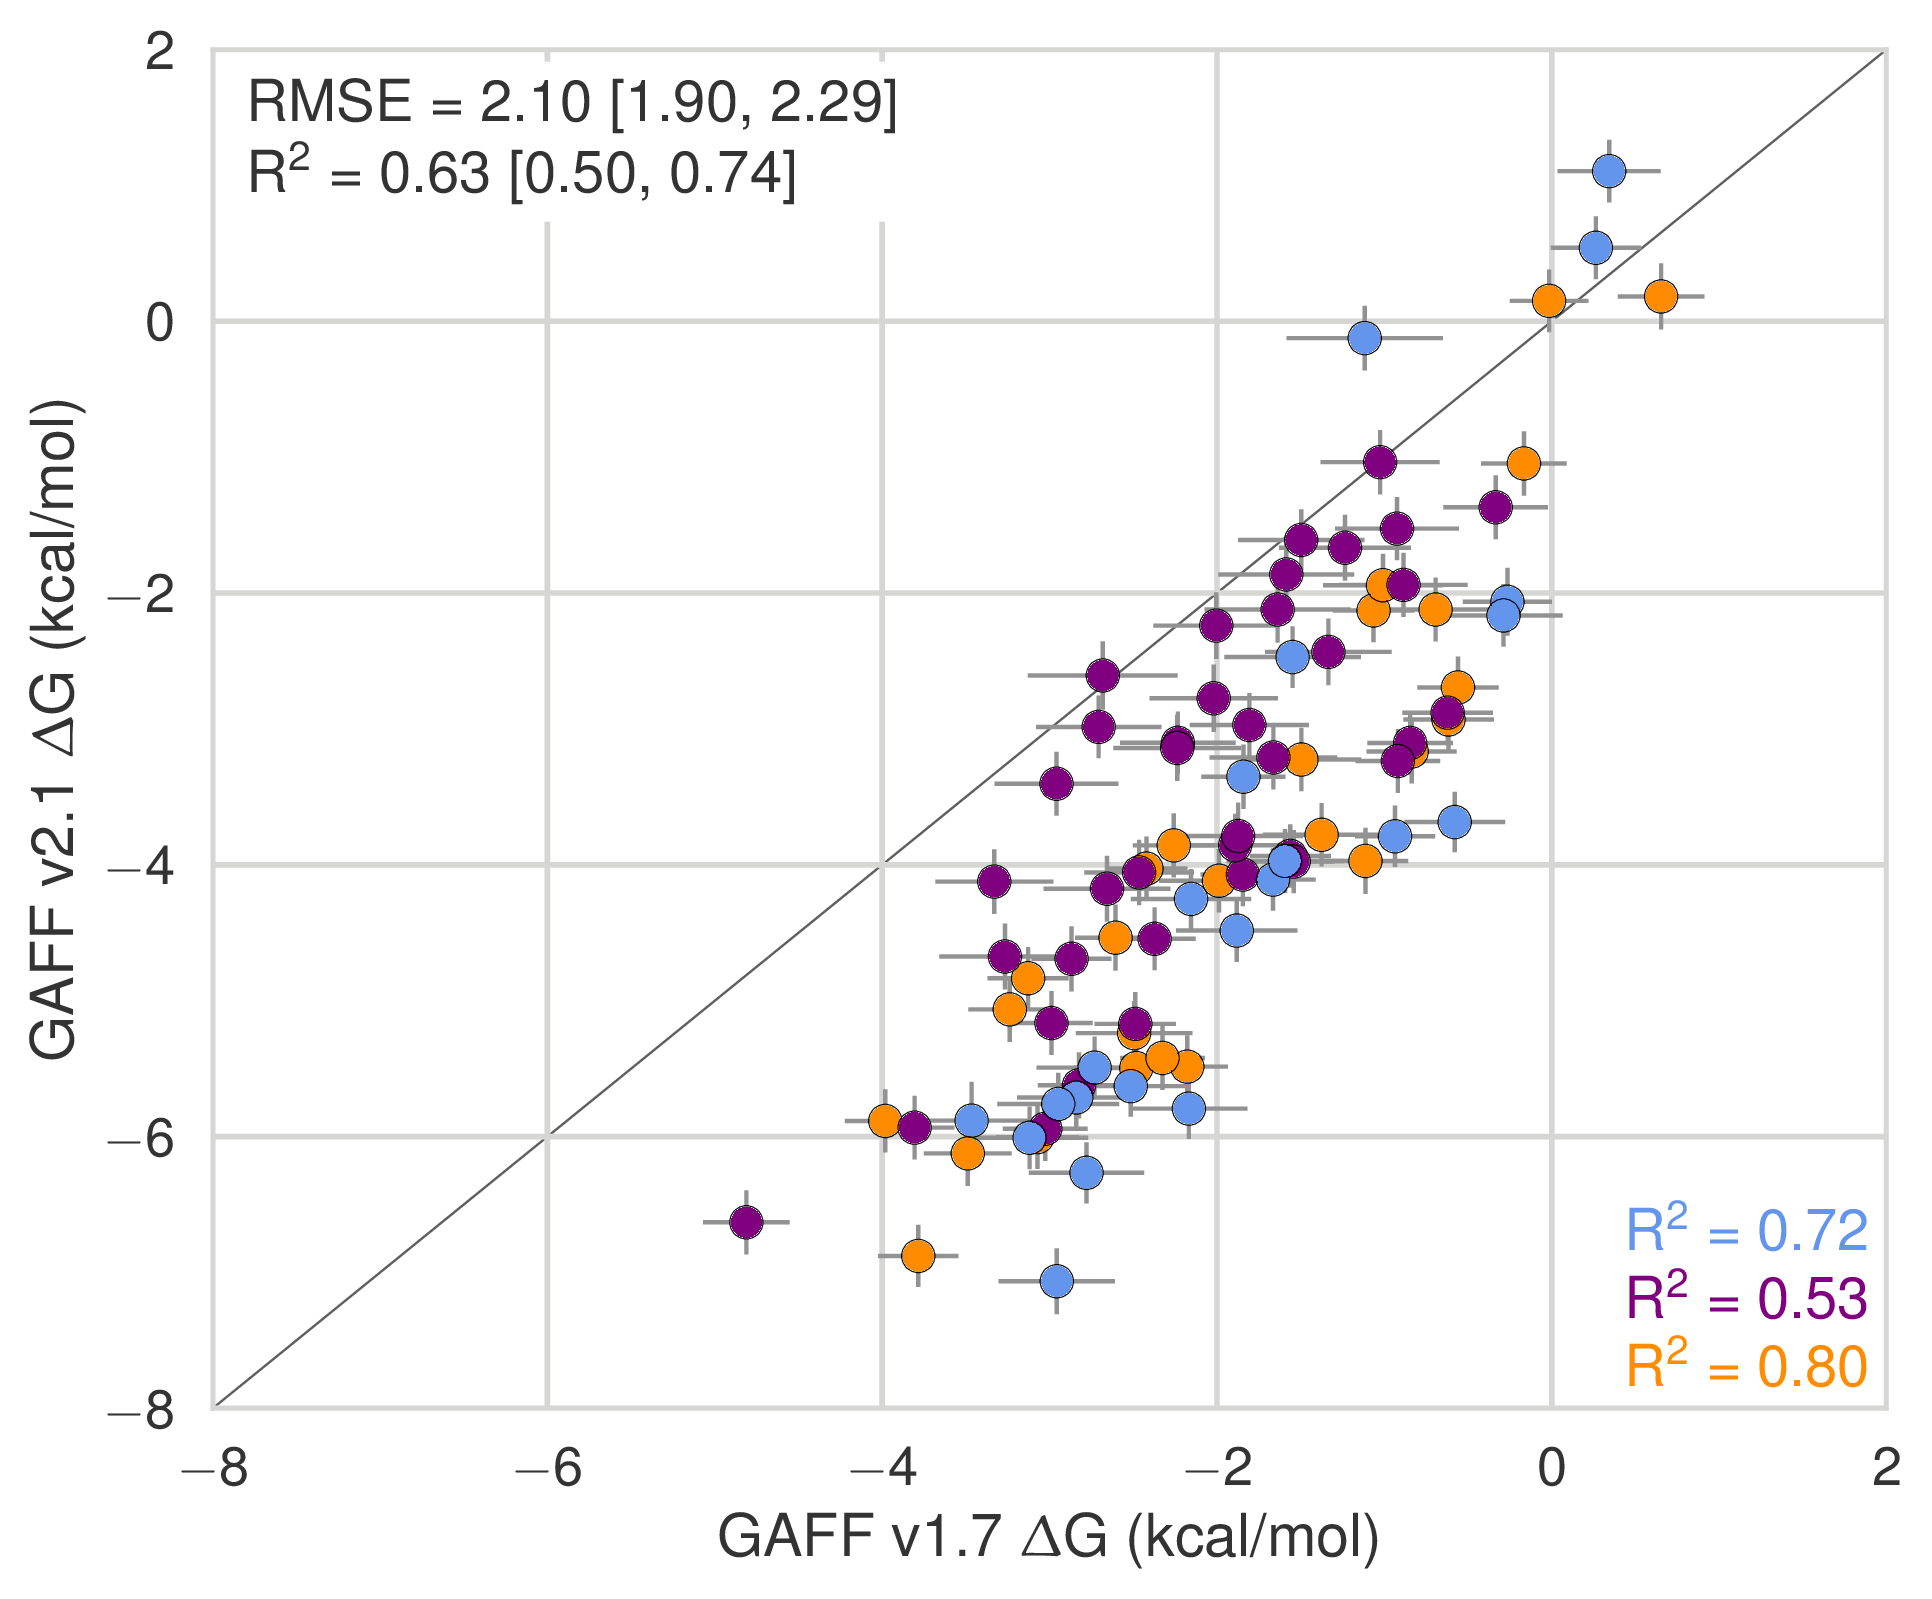 RMSE = 2.10 [1.90, 2.29]
R² = 0.63 [0.50, 0.74]
2
0
−2
−4
−6
−8
GAFF v2.1 ΔG (kcal/mol)
R² = 0.72
R² = 0.53
R² = 0.80
−8 −6 −4 −2 0 2
GAFF v1.7 ΔG (kcal/mol)